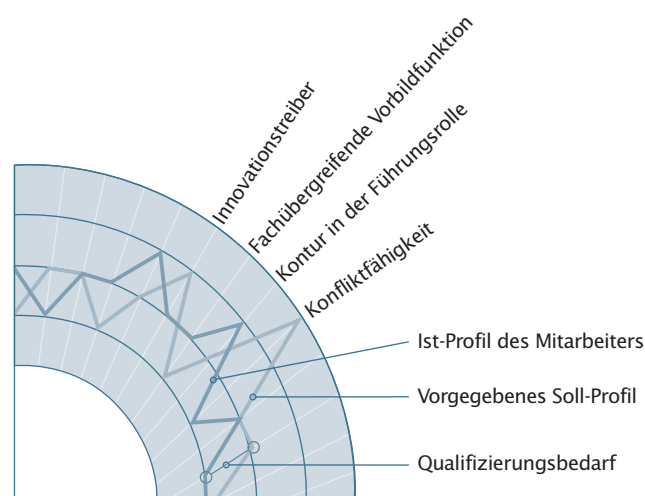 Innovationstreiber
Fachübergreifende Vorbildfunktion
Kontur in der Führungsrolle
Konfliktfähigkeit
Ist-Profil des Mitarbeiters
Vorgegebenes Soll-Profil
Qualifizierungsbedarf